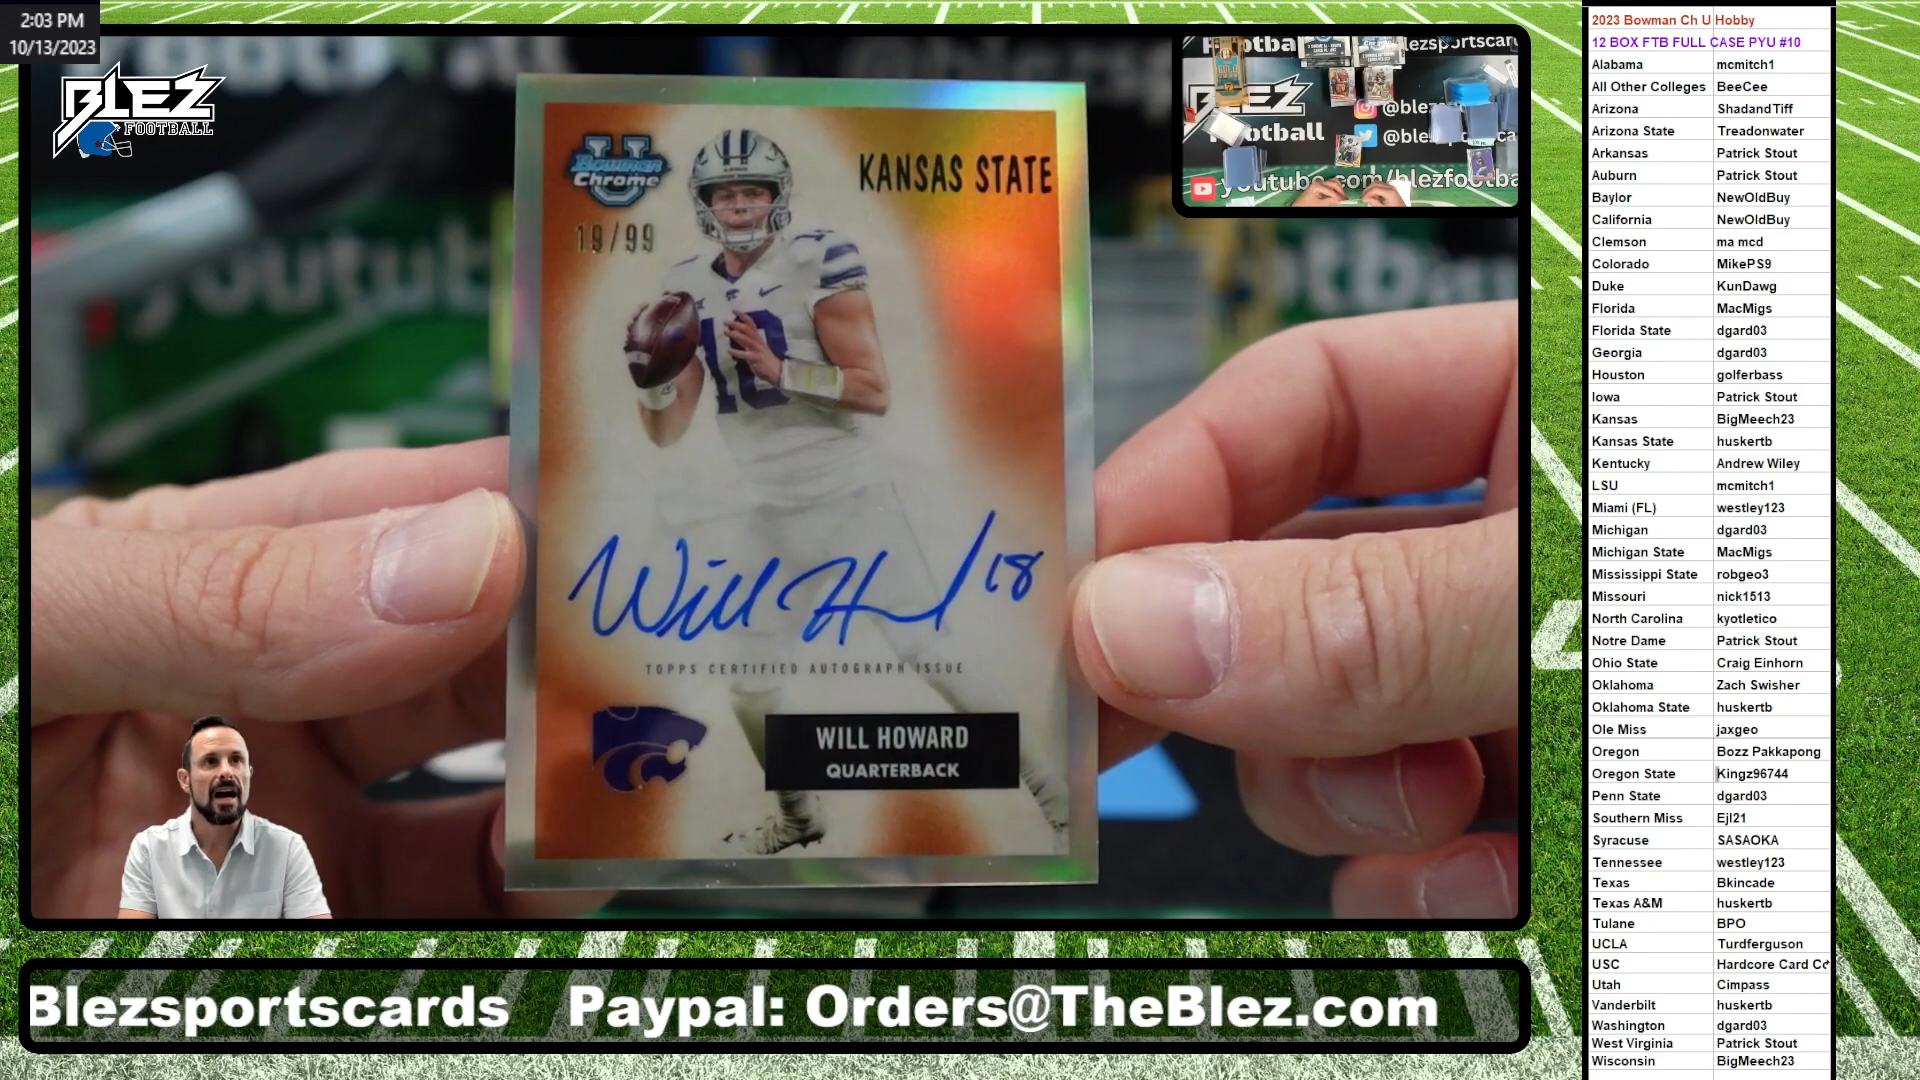 2:03 PM
10/13/2023
BLEZ
FOOTBALL
Bowman
Chrome
KANSAS STATE
19/99
18
Will H 18
TOPPS CERTIFIED AUTOGRAPH ISSUE
WILL HOWARD
QUARTERBACK
BLEZ
Football
@blez
@ble
youtube.com/blezfootba
Blezsportscards Paypal: Orders@TheBlez.com
2023 Bowman Ch U Hobby
12 BOX FTB FULL CASE PYU #10
Alabama mcmitch1
All Other Colleges BeeCee
Arizona ShadandTiff
Arizona State Treadonwater
Arkansas Patrick Stout
Auburn Patrick Stout
Baylor NewOldBuy
California NewOldBuy
Clemson ma mcd
Colorado MikePS9
Duke KunDawg
Florida MacMigs
Florida State dgard03
Georgia dgard03
Houston golferbass
Iowa Patrick Stout
Kansas BigMeech23
Kansas State huskertb
Kentucky Andrew Wiley
LSU mcmitch1
Miami (FL) westley123
Michigan dgard03
Michigan State MacMigs
Mississippi State robgeo3
Missouri nick1513
North Carolina kyotletico
Notre Dame Patrick Stout
Ohio State Craig Einhorn
Oklahoma Zach Swisher
Oklahoma State huskertb
Ole Miss jaxgeo
Oregon Bozz Pakkapong
Oregon State Kingz96744
Penn State dgard03
Southern Miss Ejl21
Syracuse SASAOKA
Tennessee westley123
Texas Bkincade
Texas A&M huskertb
Tulane BPO
UCLA Turdferguson
USC Hardcore Card
Utah Cimpass
Vanderbilt huskertb
Washington dgard03
West Virginia Patrick Stout
Wisconsin BigMeech23